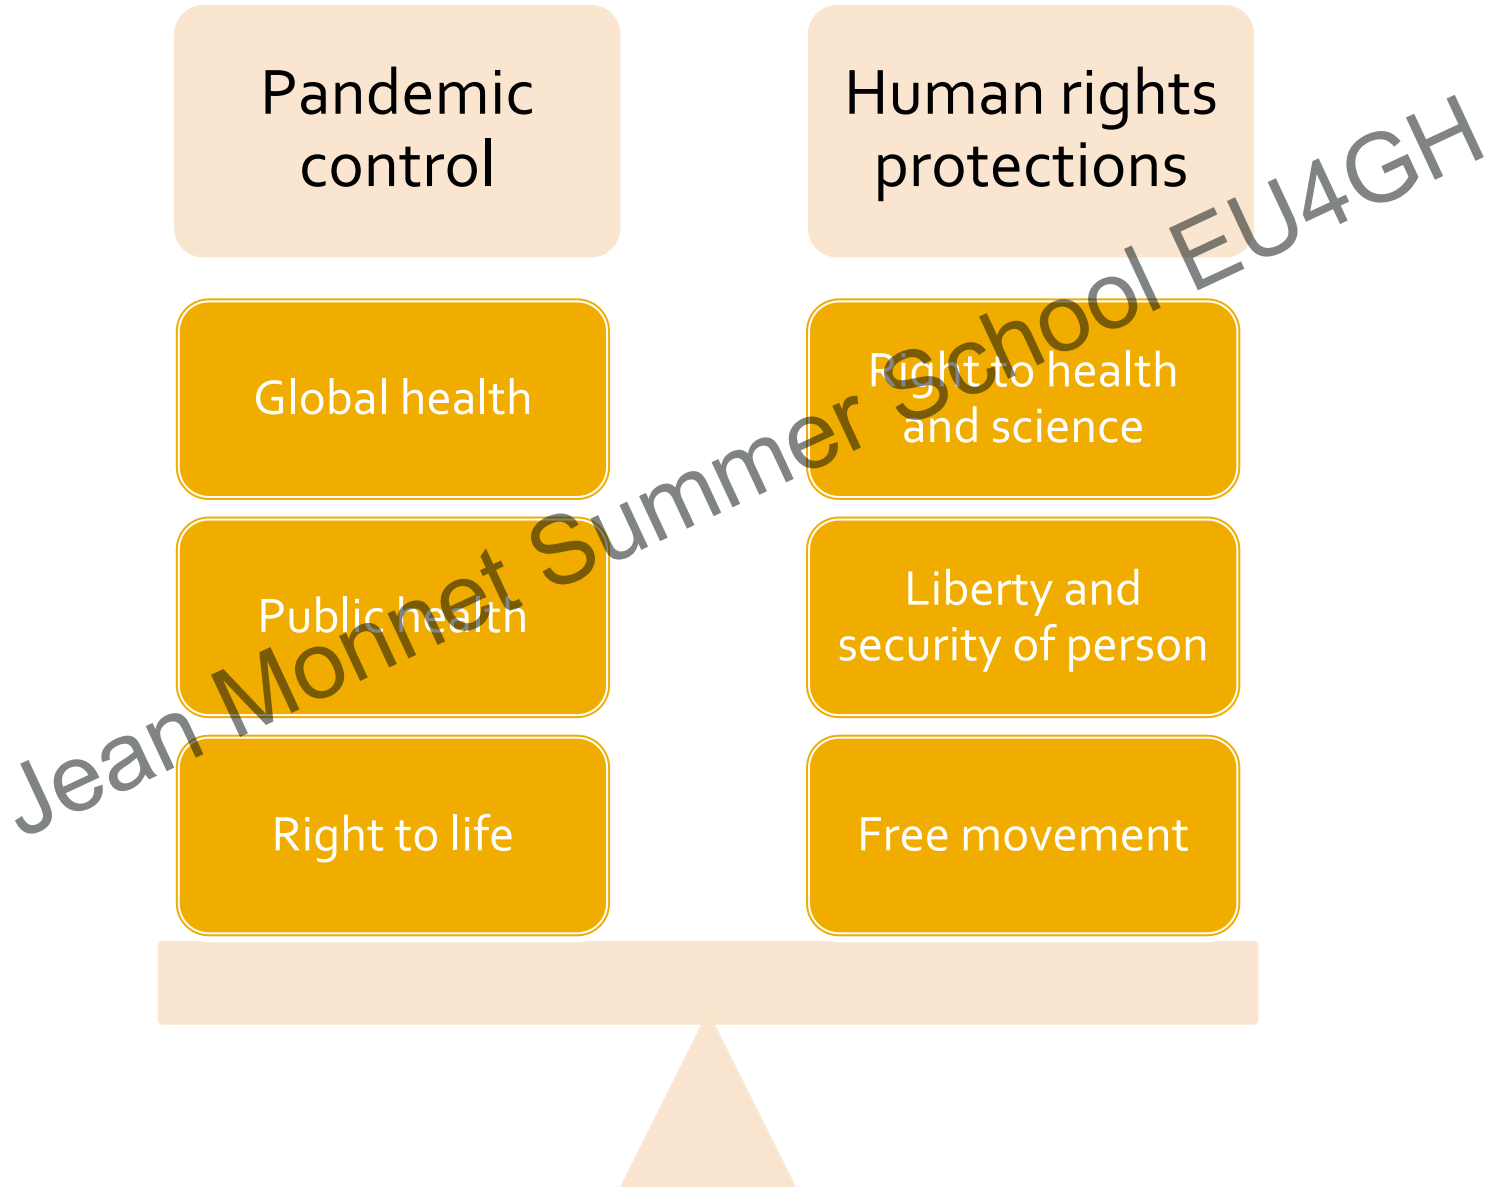 Pandemic
control
Human rights
protections
Global health
Right to health
and science
Public health
Liberty and
security of person
Right to life
Free movement
Jean Monnet Summer School EU4GH